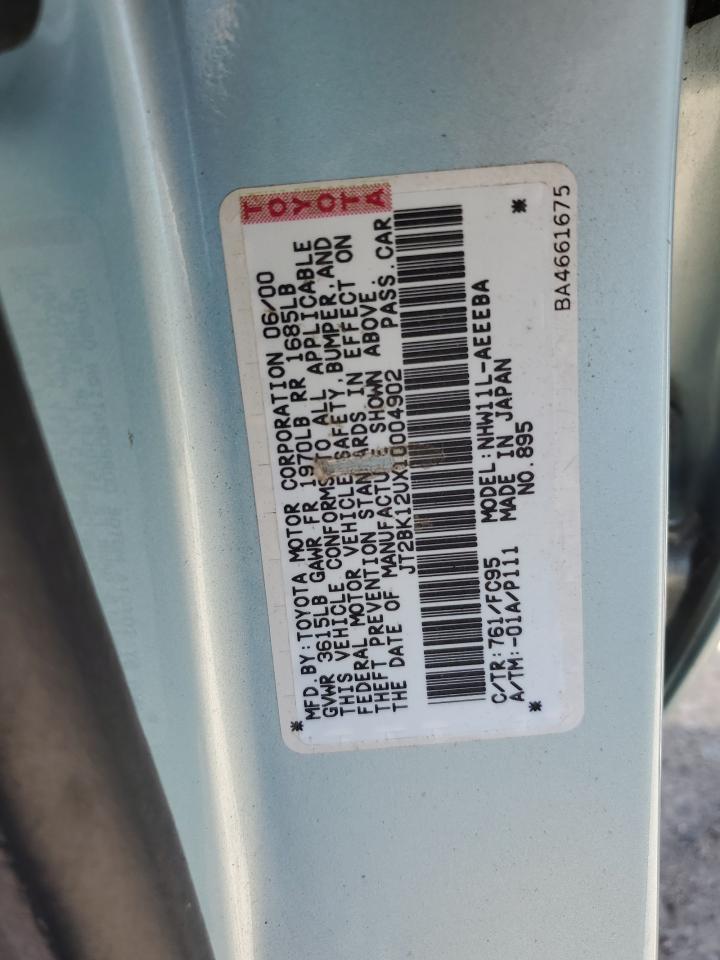 TOYOTA
MFD.BY:TOYOTA MOTOR CORPORATION 06/00
GVWR 3615LB GAWR FR 1970LB RR 1685LB
THIS VEHICLE CONFORMS TO ALL APPLICABLE
FEDERAL MOTOR VEHICLE SAFETY,BUMPER,AND
THEFT PREVENTION STANDARDS IN EFFECT ON
THE DATE OF MANUFACTURE SHOWN ABOVE.
JT2BK12UX10004902 PASS.CAR
C/TR:761/FC95 MODEL:NHW11L-AEEEBA
A/TM:-01A/P111 MADE IN JAPAN
NO.895
BA4661675